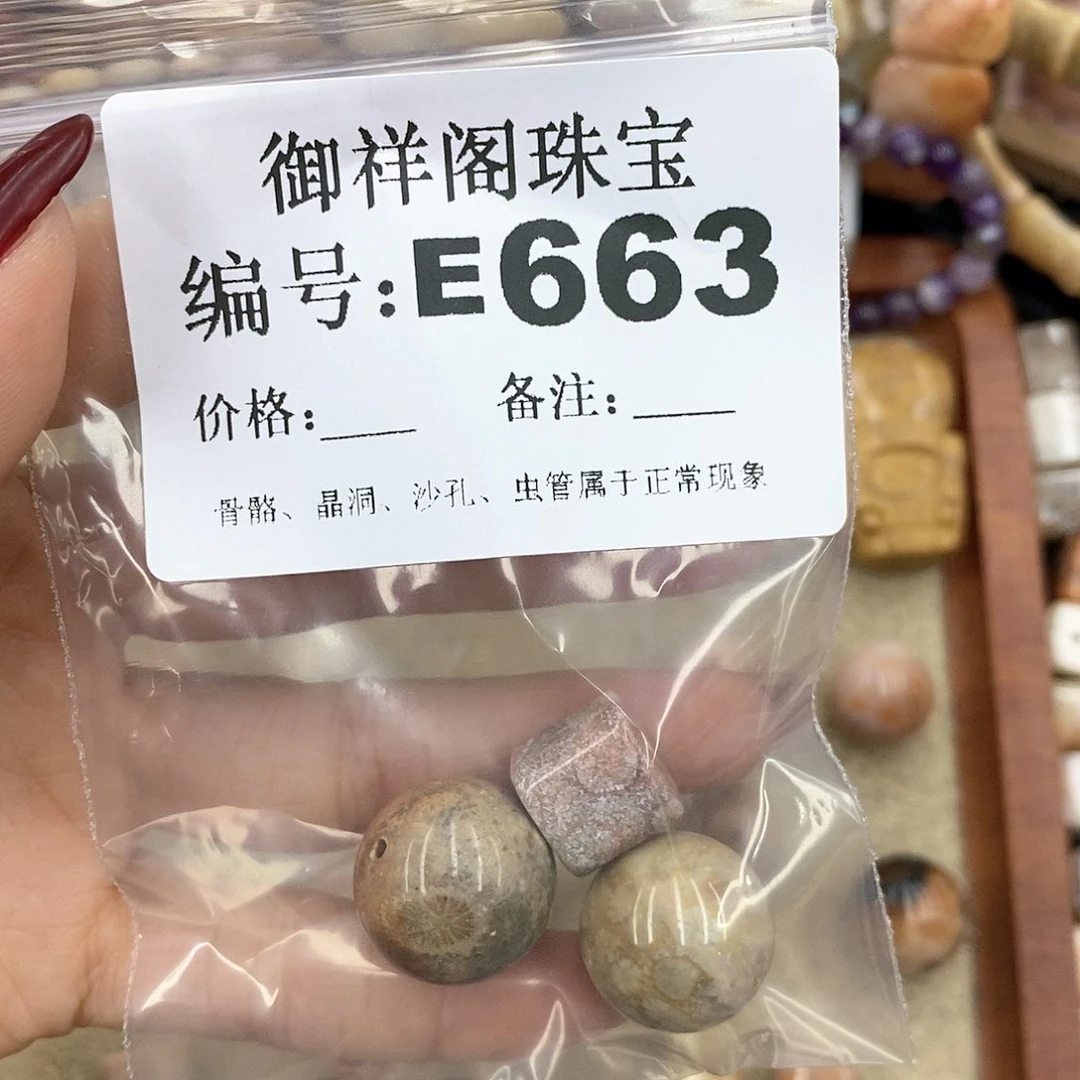 御祥阁珠宝
编号:E663
价格:____ 备注:____
骨骼、晶洞、沙孔、虫管属于正常现象